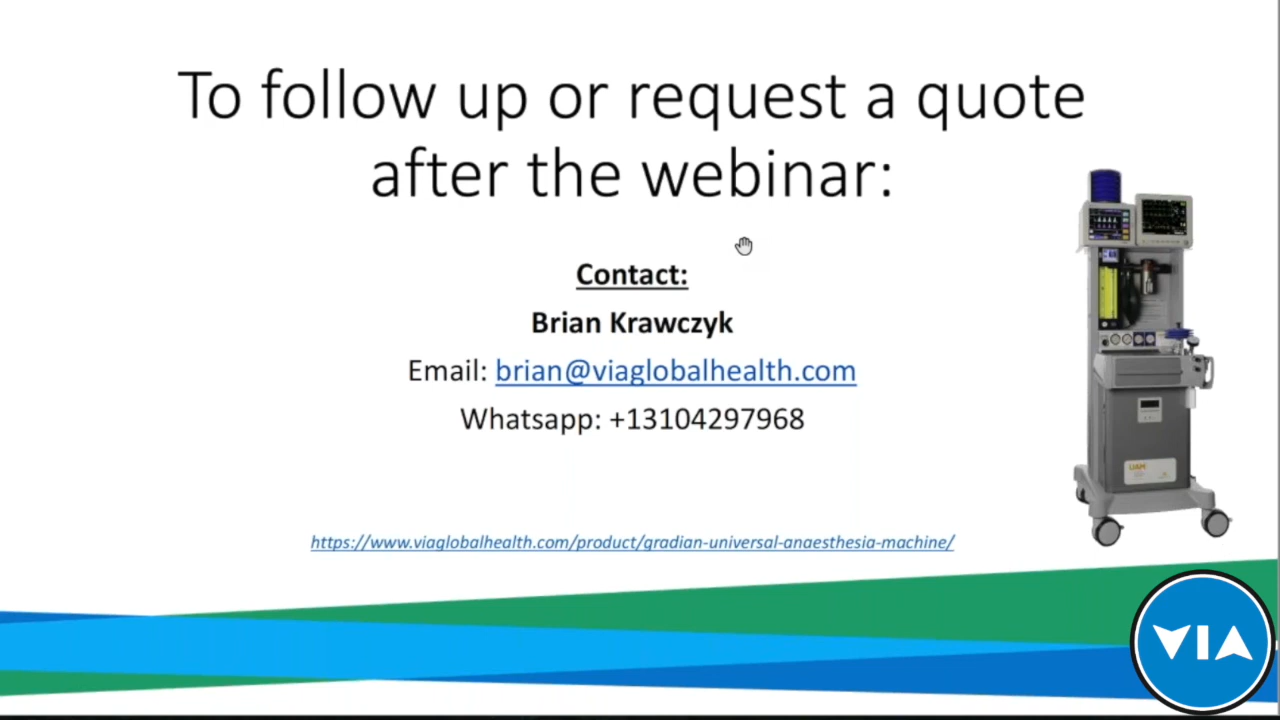 To follow up or request a quote
after the webinar:
Contact:
Brian Krawczyk
Email: brian@viaglobalhealth.com
Whatsapp: +13104297968
UAM
https://www.viaglobalhealth.com/product/gradian-universal-anaesthesia-machine/
VIA